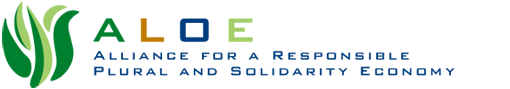 ALOE
ALLIANCE FOR A RESPONSIBLE
PLURAL AND SOLIDARITY ECONOMY